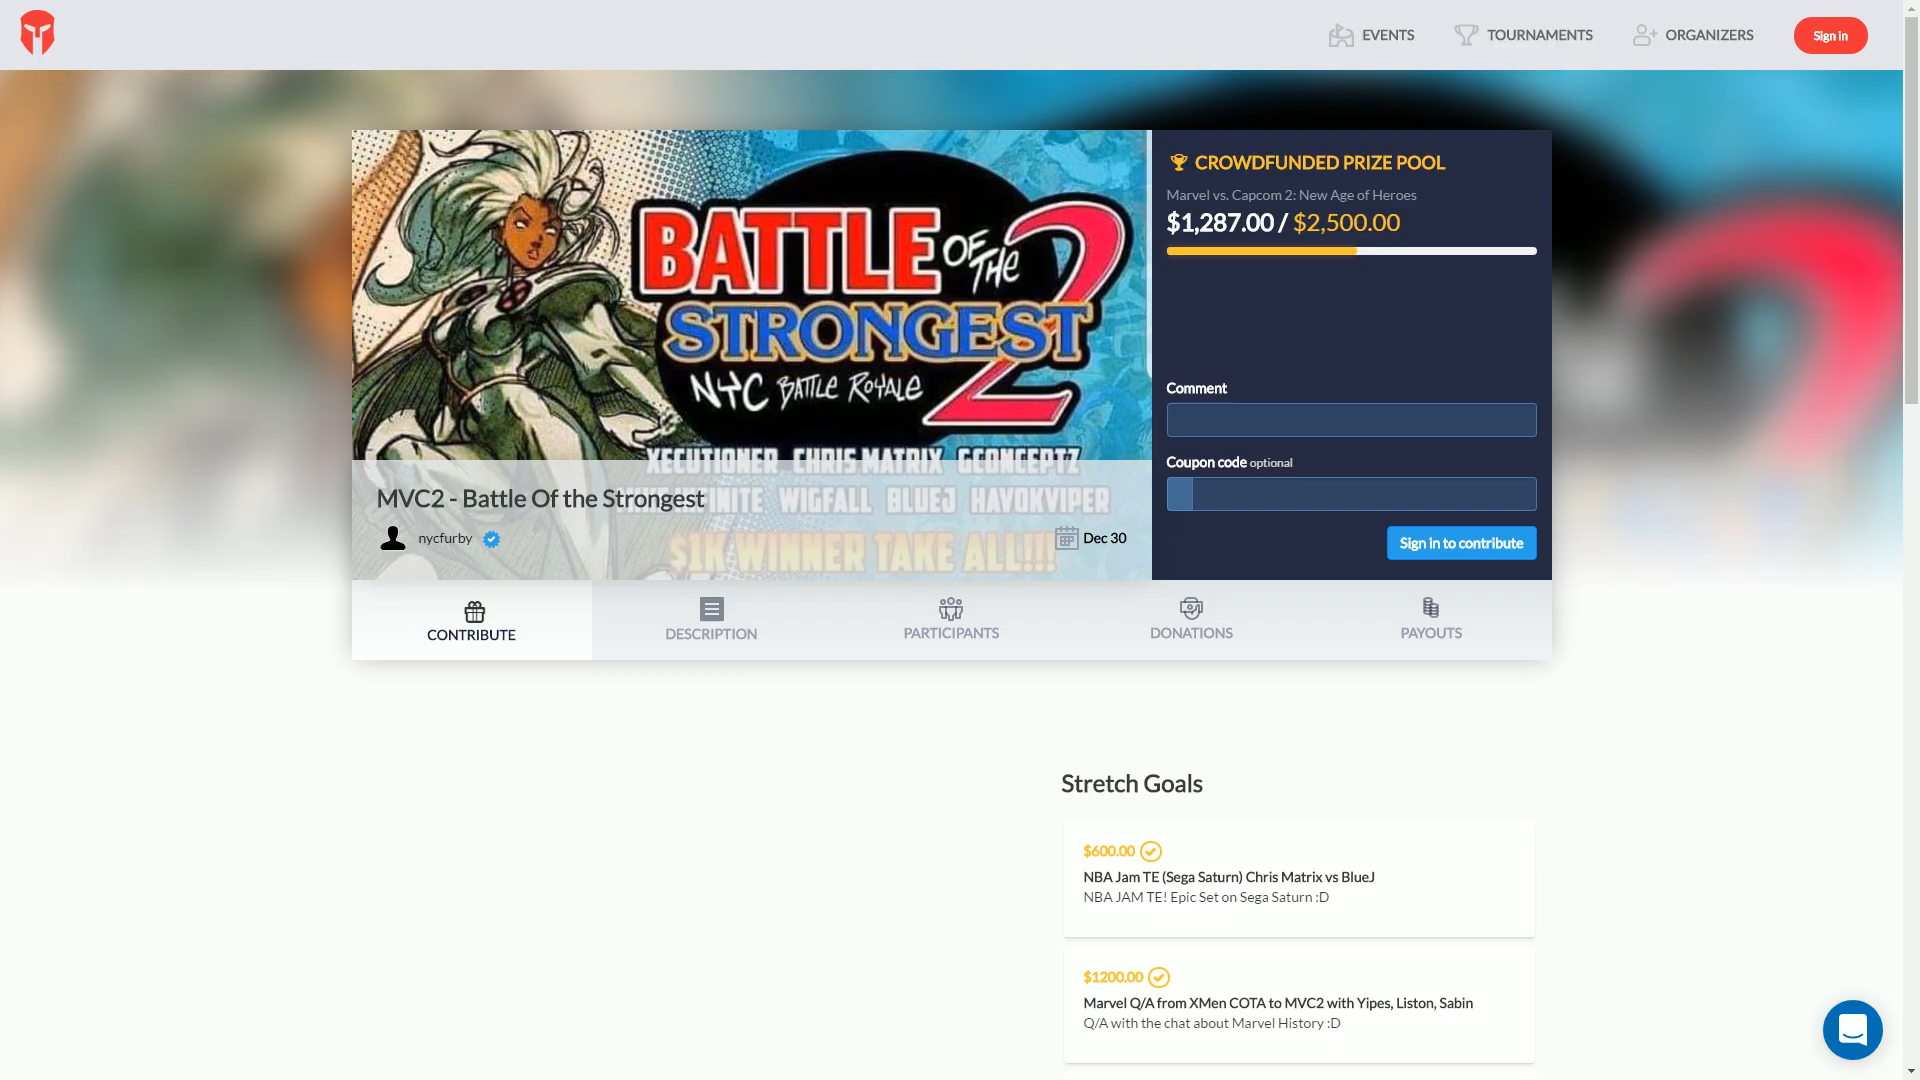 EVENTS
TOURNAMENTS
ORGANIZERS
Sign in
BATTLE OF THE
STRONGEST
2
NYC BATTLE ROYALE
XECUTIONER CHRIS MATRIX GCONCEPTZ
WIGFALL BLUEJ HAVOKVIPER
$1K WINNER TAKE ALL!!!
MVC2 - Battle Of the Strongest
nycfurby
Dec 30
CROWDFUNDED PRIZE POOL
Marvel vs. Capcom 2: New Age of Heroes
$1,287.00 / $2,500.00
Comment
Coupon code optional
Sign in to contribute
CONTRIBUTE
DESCRIPTION
PARTICIPANTS
DONATIONS
PAYOUTS
Stretch Goals
$600.00
NBA Jam TE (Sega Saturn) Chris Matrix vs BlueJ
NBA JAM TE! Epic Set on Sega Saturn :D
$1200.00
Marvel Q/A from XMen COTA to MVC2 with Yipes, Liston, Sabin
Q/A with the chat about Marvel History :D